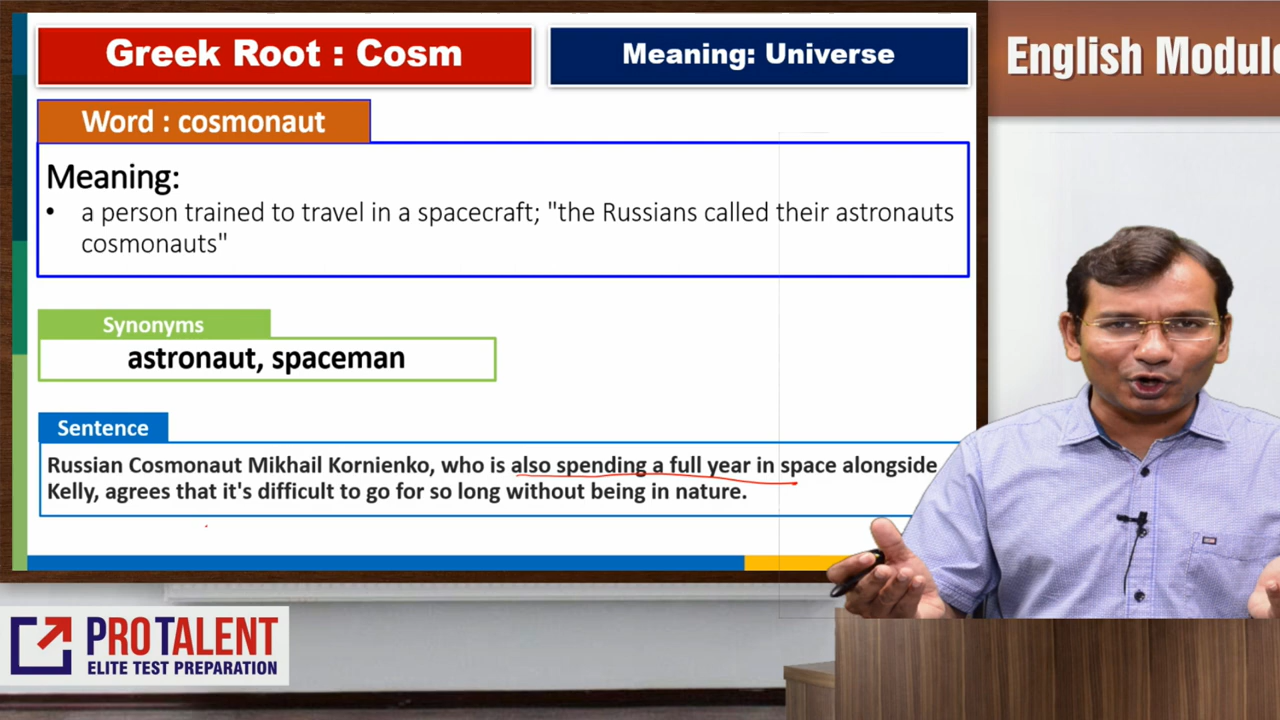 Greek Root : Cosm
Meaning: Universe
English Module
Word : cosmonaut
Meaning:
• a person trained to travel in a spacecraft; "the Russians called their astronauts
cosmonauts"
Synonyms
astronaut, spaceman
Sentence
Russian Cosmonaut Mikhail Kornienko, who is also spending a full year in space alongside
Kelly, agrees that it's difficult to go for so long without being in nature.
PROTALENT
ELITE TEST PREPARATION